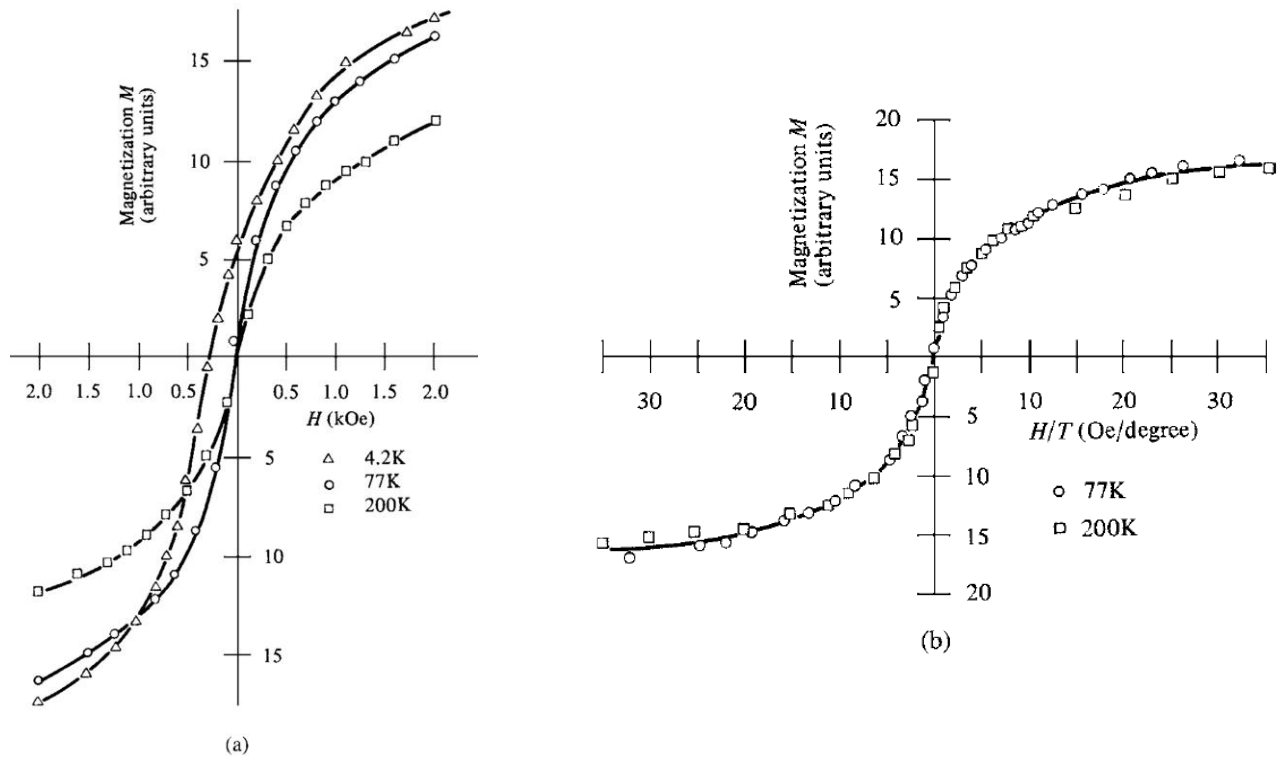 Magnetization M
(arbitrary units)
15
10
5
2.0 1.5 1.0 0.5 0.5 1.0 1.5 2.0
H (kOe)
5
10
15
△ 4.2K
○ 77K
□ 200K
(a)
Magnetization M
(arbitrary units)
20
15
10
5
30 20 10 10 20 30
H/T (Oe/degree)
5
10
15
20
○ 77K
□ 200K
(b)